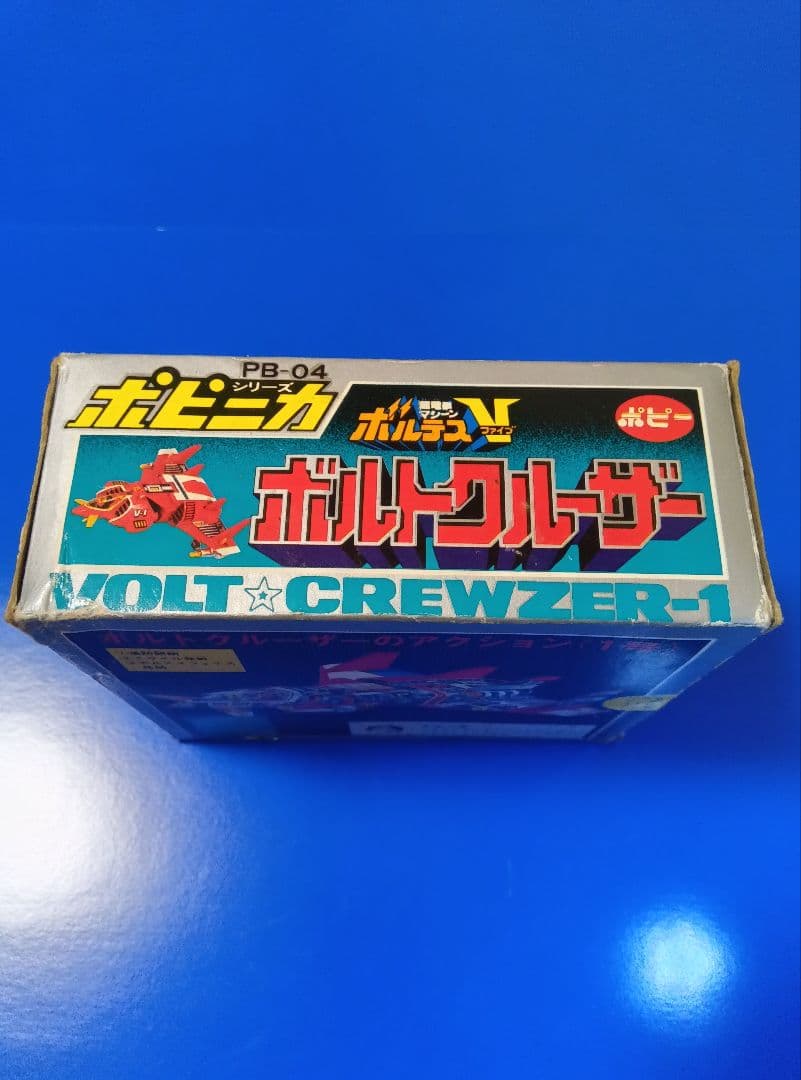 PB-04
ポピニカ
シリーズ
超電磁
マシーン
ボルテスV
ファイブ
ポピー
V-1
ボルトクルーザー
VOLT☆CREWZER-1
ボルトクルーザーのアクション